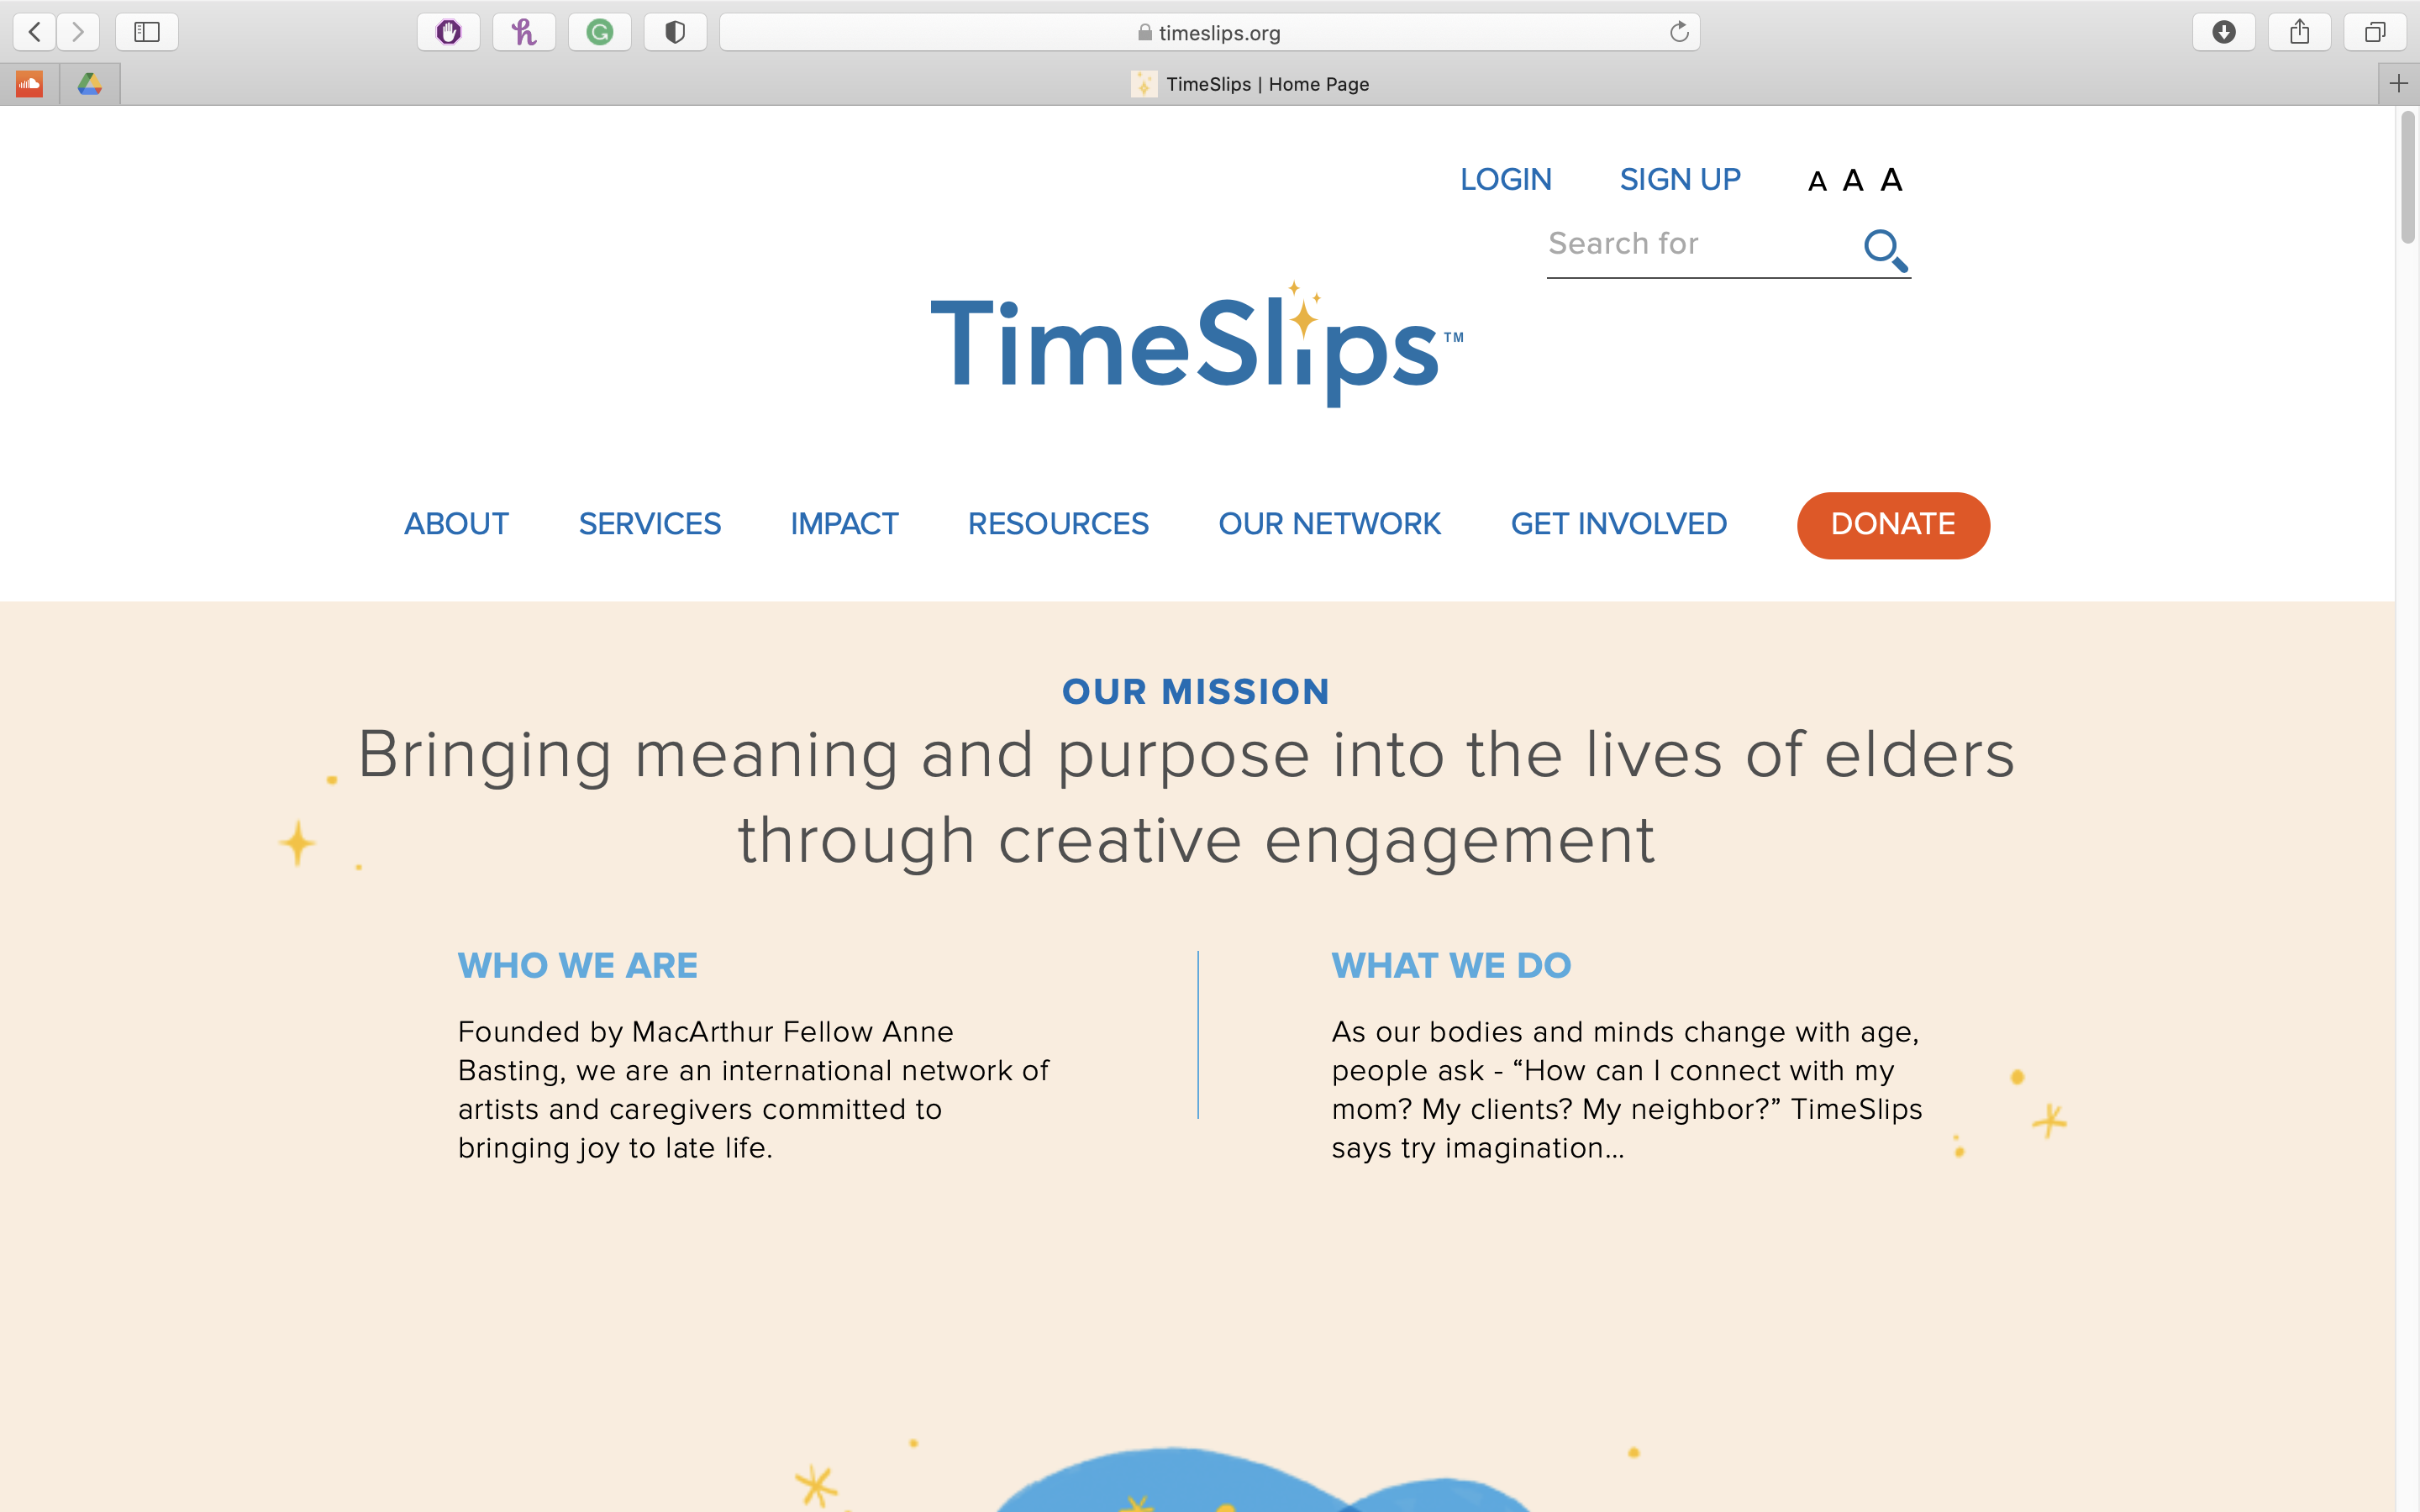 timeslips.org
TimeSlips | Home Page
LOGIN SIGN UP A A A
Search for
TimeSlips™
ABOUT SERVICES IMPACT RESOURCES OUR NETWORK GET INVOLVED DONATE
OUR MISSION
Bringing meaning and purpose into the lives of elders
through creative engagement
WHO WE ARE
Founded by MacArthur Fellow Anne
Basting, we are an international network of
artists and caregivers committed to
bringing joy to late life.
WHAT WE DO
As our bodies and minds change with age,
people ask - “How can I connect with my
mom? My clients? My neighbor?” TimeSlips
says try imagination...